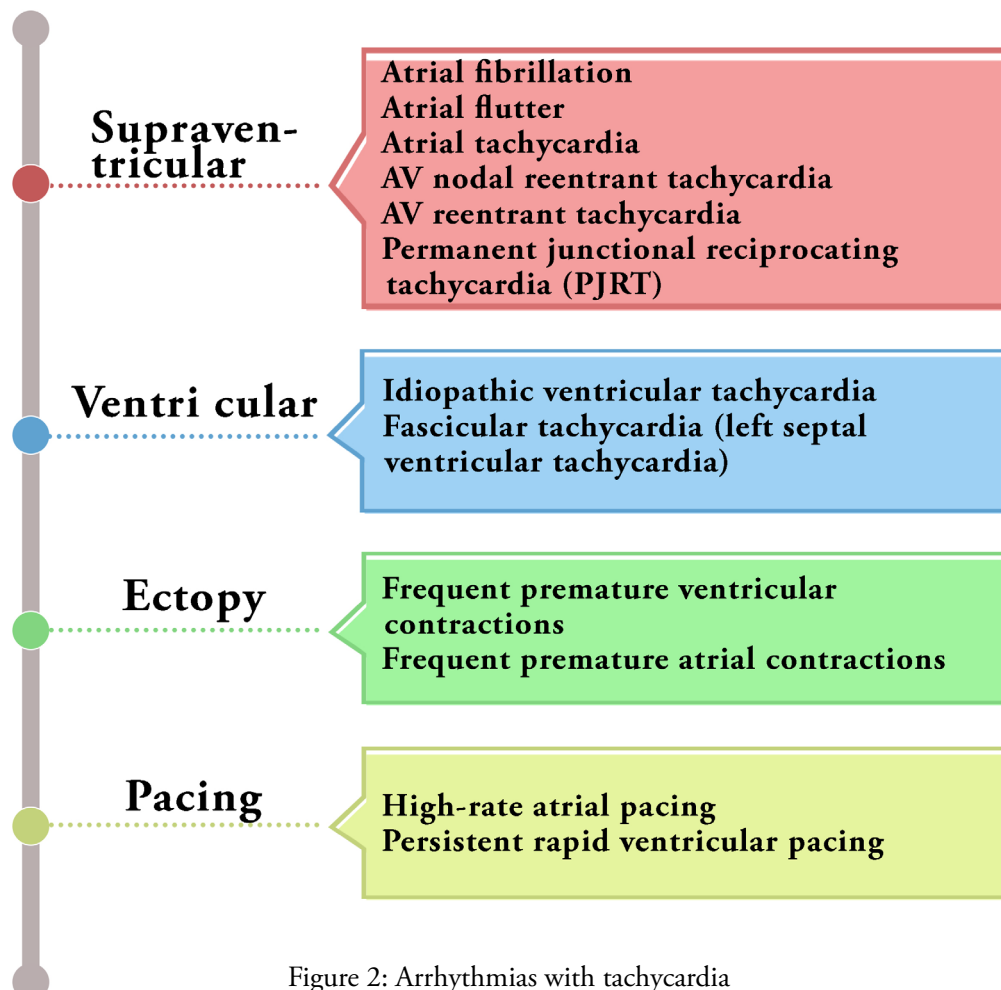 Supraven-
tricular
Atrial fibrillation
Atrial flutter
Atrial tachycardia
AV nodal reentrant tachycardia
AV reentrant tachycardia
Permanent junctional reciprocating
tachycardia (PJRT)
Ventri cular
Idiopathic ventricular tachycardia
Fascicular tachycardia (left septal
ventricular tachycardia)
Ectopy
Frequent premature ventricular
contractions
Frequent premature atrial contractions
Pacing
High-rate atrial pacing
Persistent rapid ventricular pacing
Figure 2: Arrhythmias with tachycardia